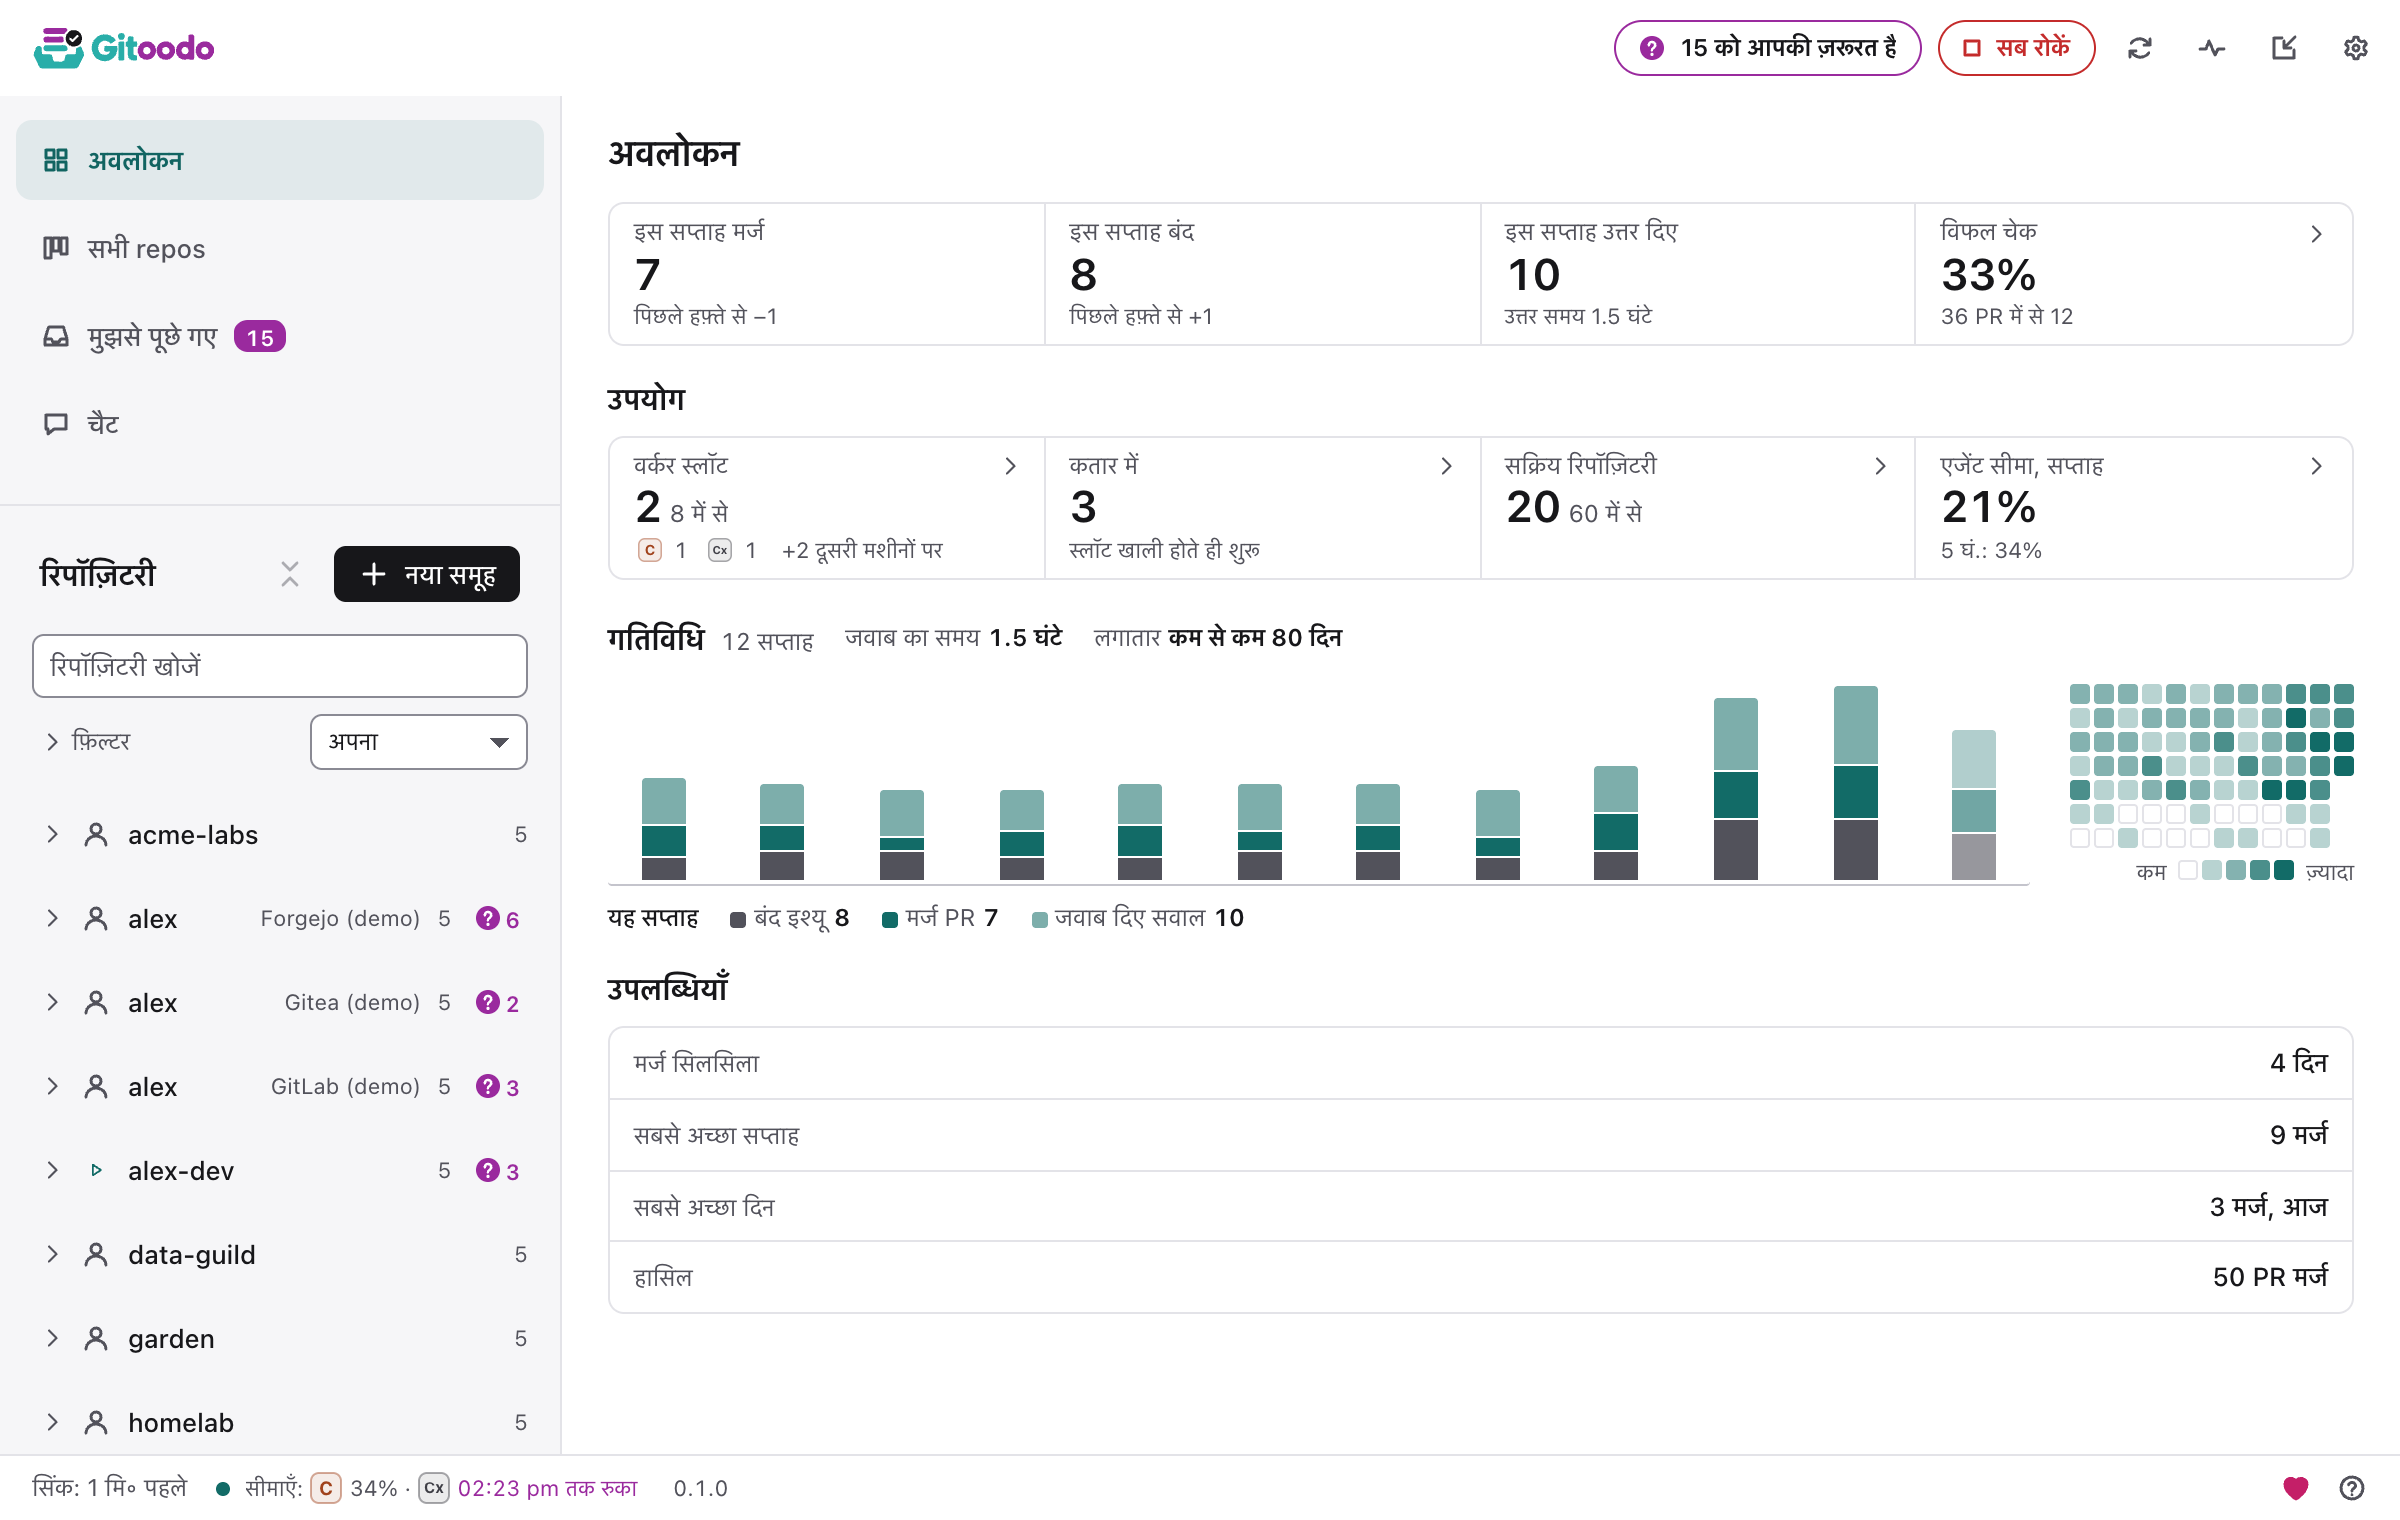 Gitoodo
15 को आपकी ज़रूरत है
सब रोकें
अवलोकन
सभी repos
मुझसे पूछे गए 15
चैट
रिपॉज़िटरी
नया समूह
रिपॉज़िटरी खोजें
फ़िल्टर
अपना
acme-labs 5
alex Forgejo (demo) 5 6
alex Gitea (demo) 5 2
alex GitLab (demo) 5 3
alex-dev 5 3
data-guild 5
garden 5
homelab 5
अवलोकन
इस सप्ताह मर्ज
7
पिछले हफ़्ते से −1
इस सप्ताह बंद
8
पिछले हफ़्ते से +1
इस सप्ताह उत्तर दिए
10
उत्तर समय 1.5 घंटे
विफल चेक
33%
36 PR में से 12
उपयोग
वर्कर स्लॉट
2 8 में से
C 1 Cx 1 +2 दूसरी मशीनों पर
कतार में
3
स्लॉट खाली होते ही शुरू
सक्रिय रिपॉज़िटरी
20 60 में से
एजेंट सीमा, सप्ताह
21%
5 घं.: 34%
गतिविधि 12 सप्ताह जवाब का समय 1.5 घंटे लगातार कम से कम 80 दिन
कम ज़्यादा
यह सप्ताह बंद इश्यू 8 मर्ज PR 7 जवाब दिए सवाल 10
उपलब्धियाँ
मर्ज सिलसिला 4 दिन
सबसे अच्छा सप्ताह 9 मर्ज
सबसे अच्छा दिन 3 मर्ज, आज
हासिल 50 PR मर्ज
सिंक: 1 मि॰ पहले सीमाएँ: C 34% · Cx 02:23 pm तक रुका 0.1.0